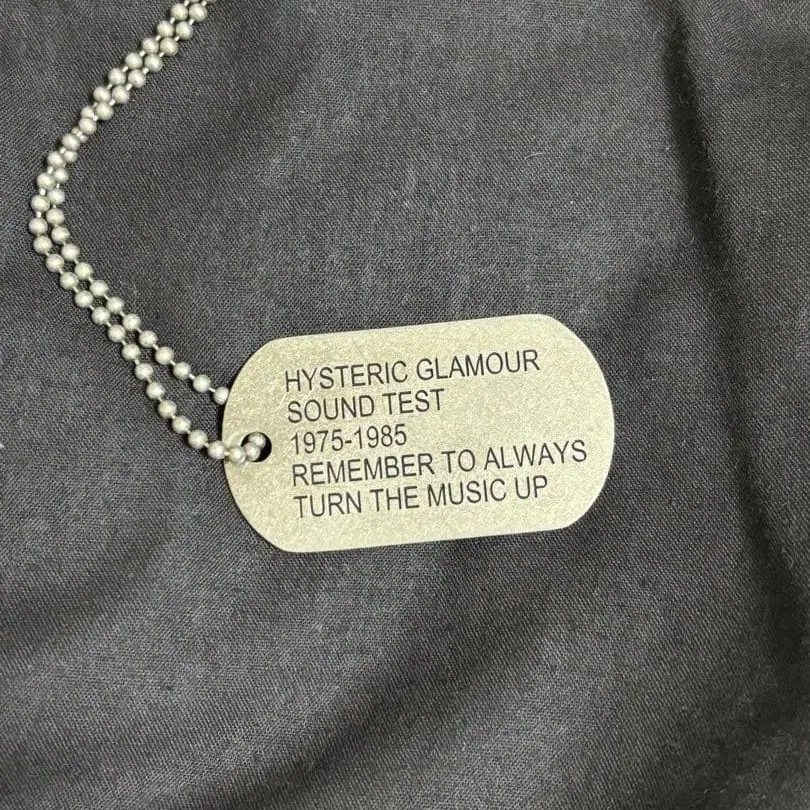 HYSTERIC GLAMOUR
SOUND TEST
1975-1985
REMEMBER TO ALWAYS
TURN THE MUSIC UP